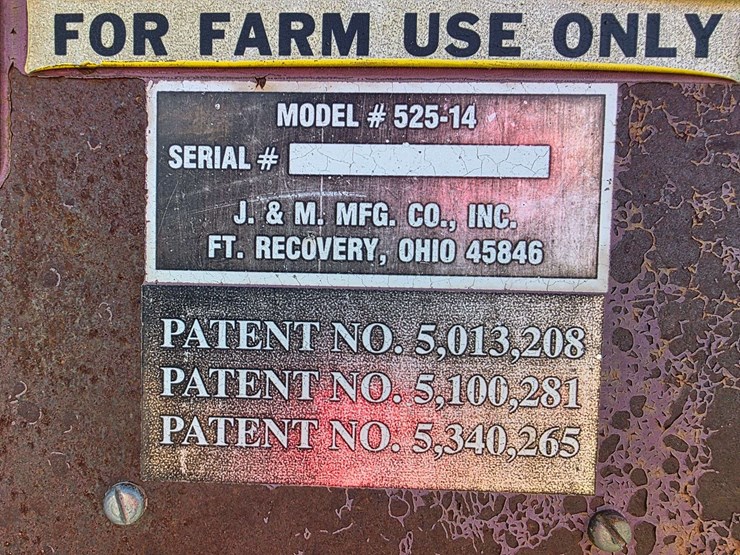 FOR FARM USE ONLY
MODEL # 525-14
SERIAL #
J. & M. MFG. CO., INC.
FT. RECOVERY, OHIO 45846
PATENT NO. 5,013,208
PATENT NO. 5,100,281
PATENT NO. 5,340,265